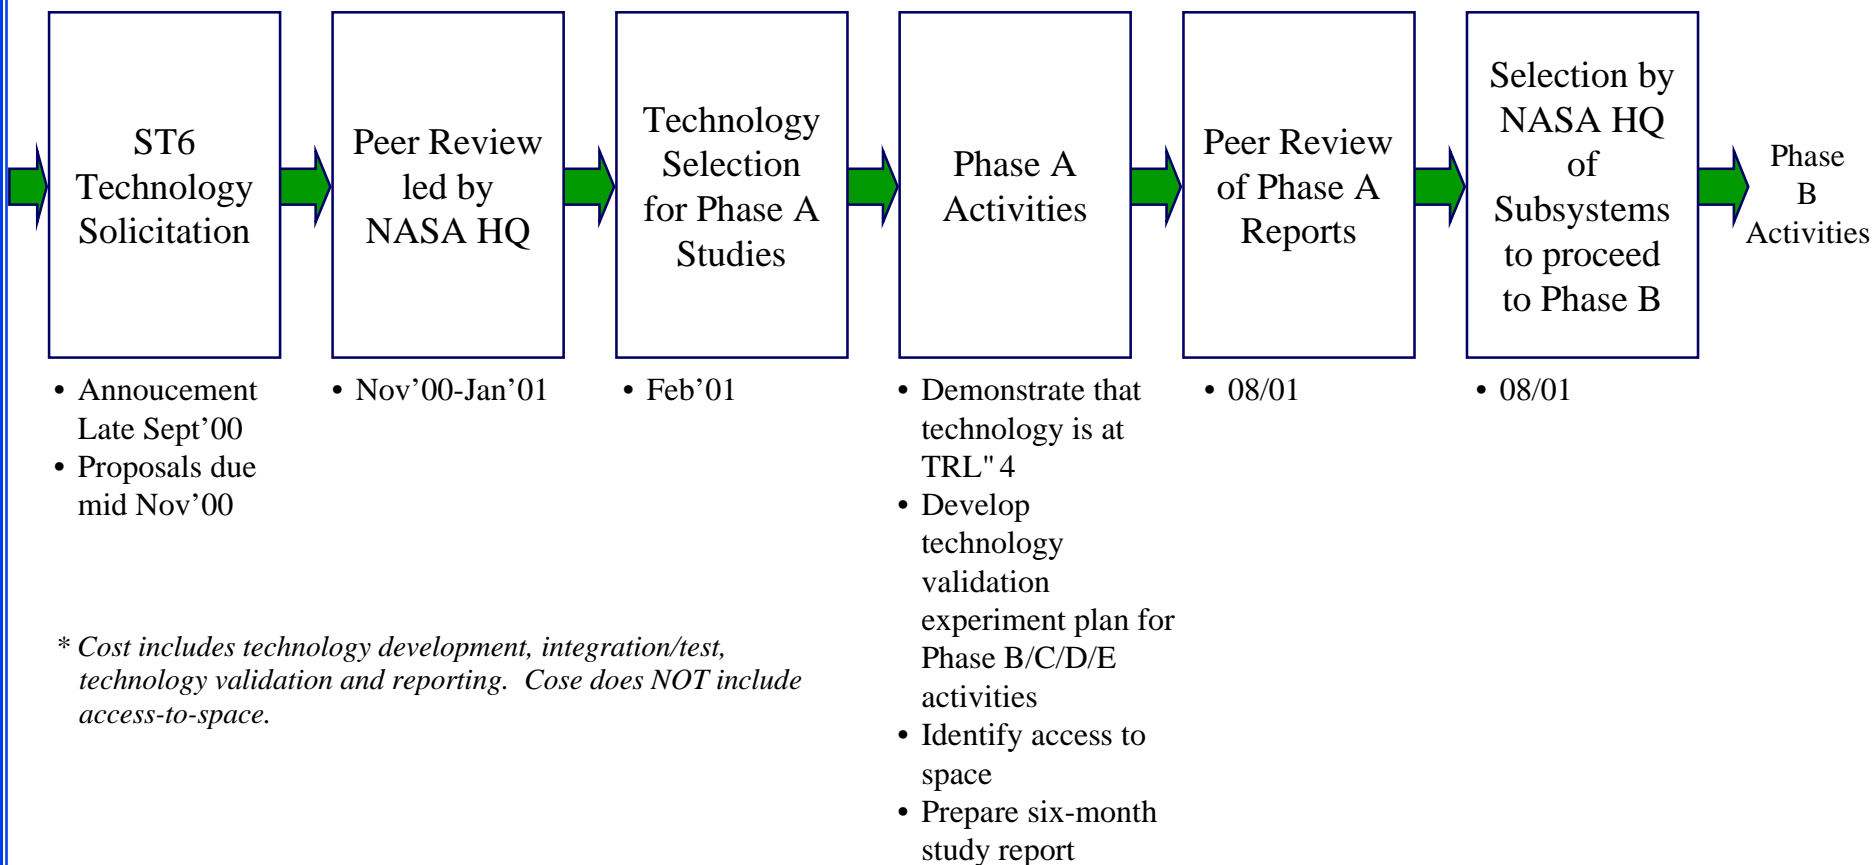 ST6
Technology
Solicitation
Peer Review
led by
NASA HQ
Technology
Selection
for Phase A
Studies
Phase A
Activities
Peer Review
of Phase A
Reports
Selection by
NASA HQ
of
Subsystems
to proceed
to Phase B
Phase
B
Activities
• Annoucement
Late Sept’00
• Proposals due
mid Nov’00
• Nov’00-Jan’01
• Feb’01
• Demonstrate that
technology is at
TRL" 4
• Develop
technology
validation
experiment plan for
Phase B/C/D/E
activities
• Identify access to
space
• Prepare six-month
study report
• 08/01
• 08/01
* Cost includes technology development, integration/test,
technology validation and reporting.  Cose does NOT include
access-to-space.